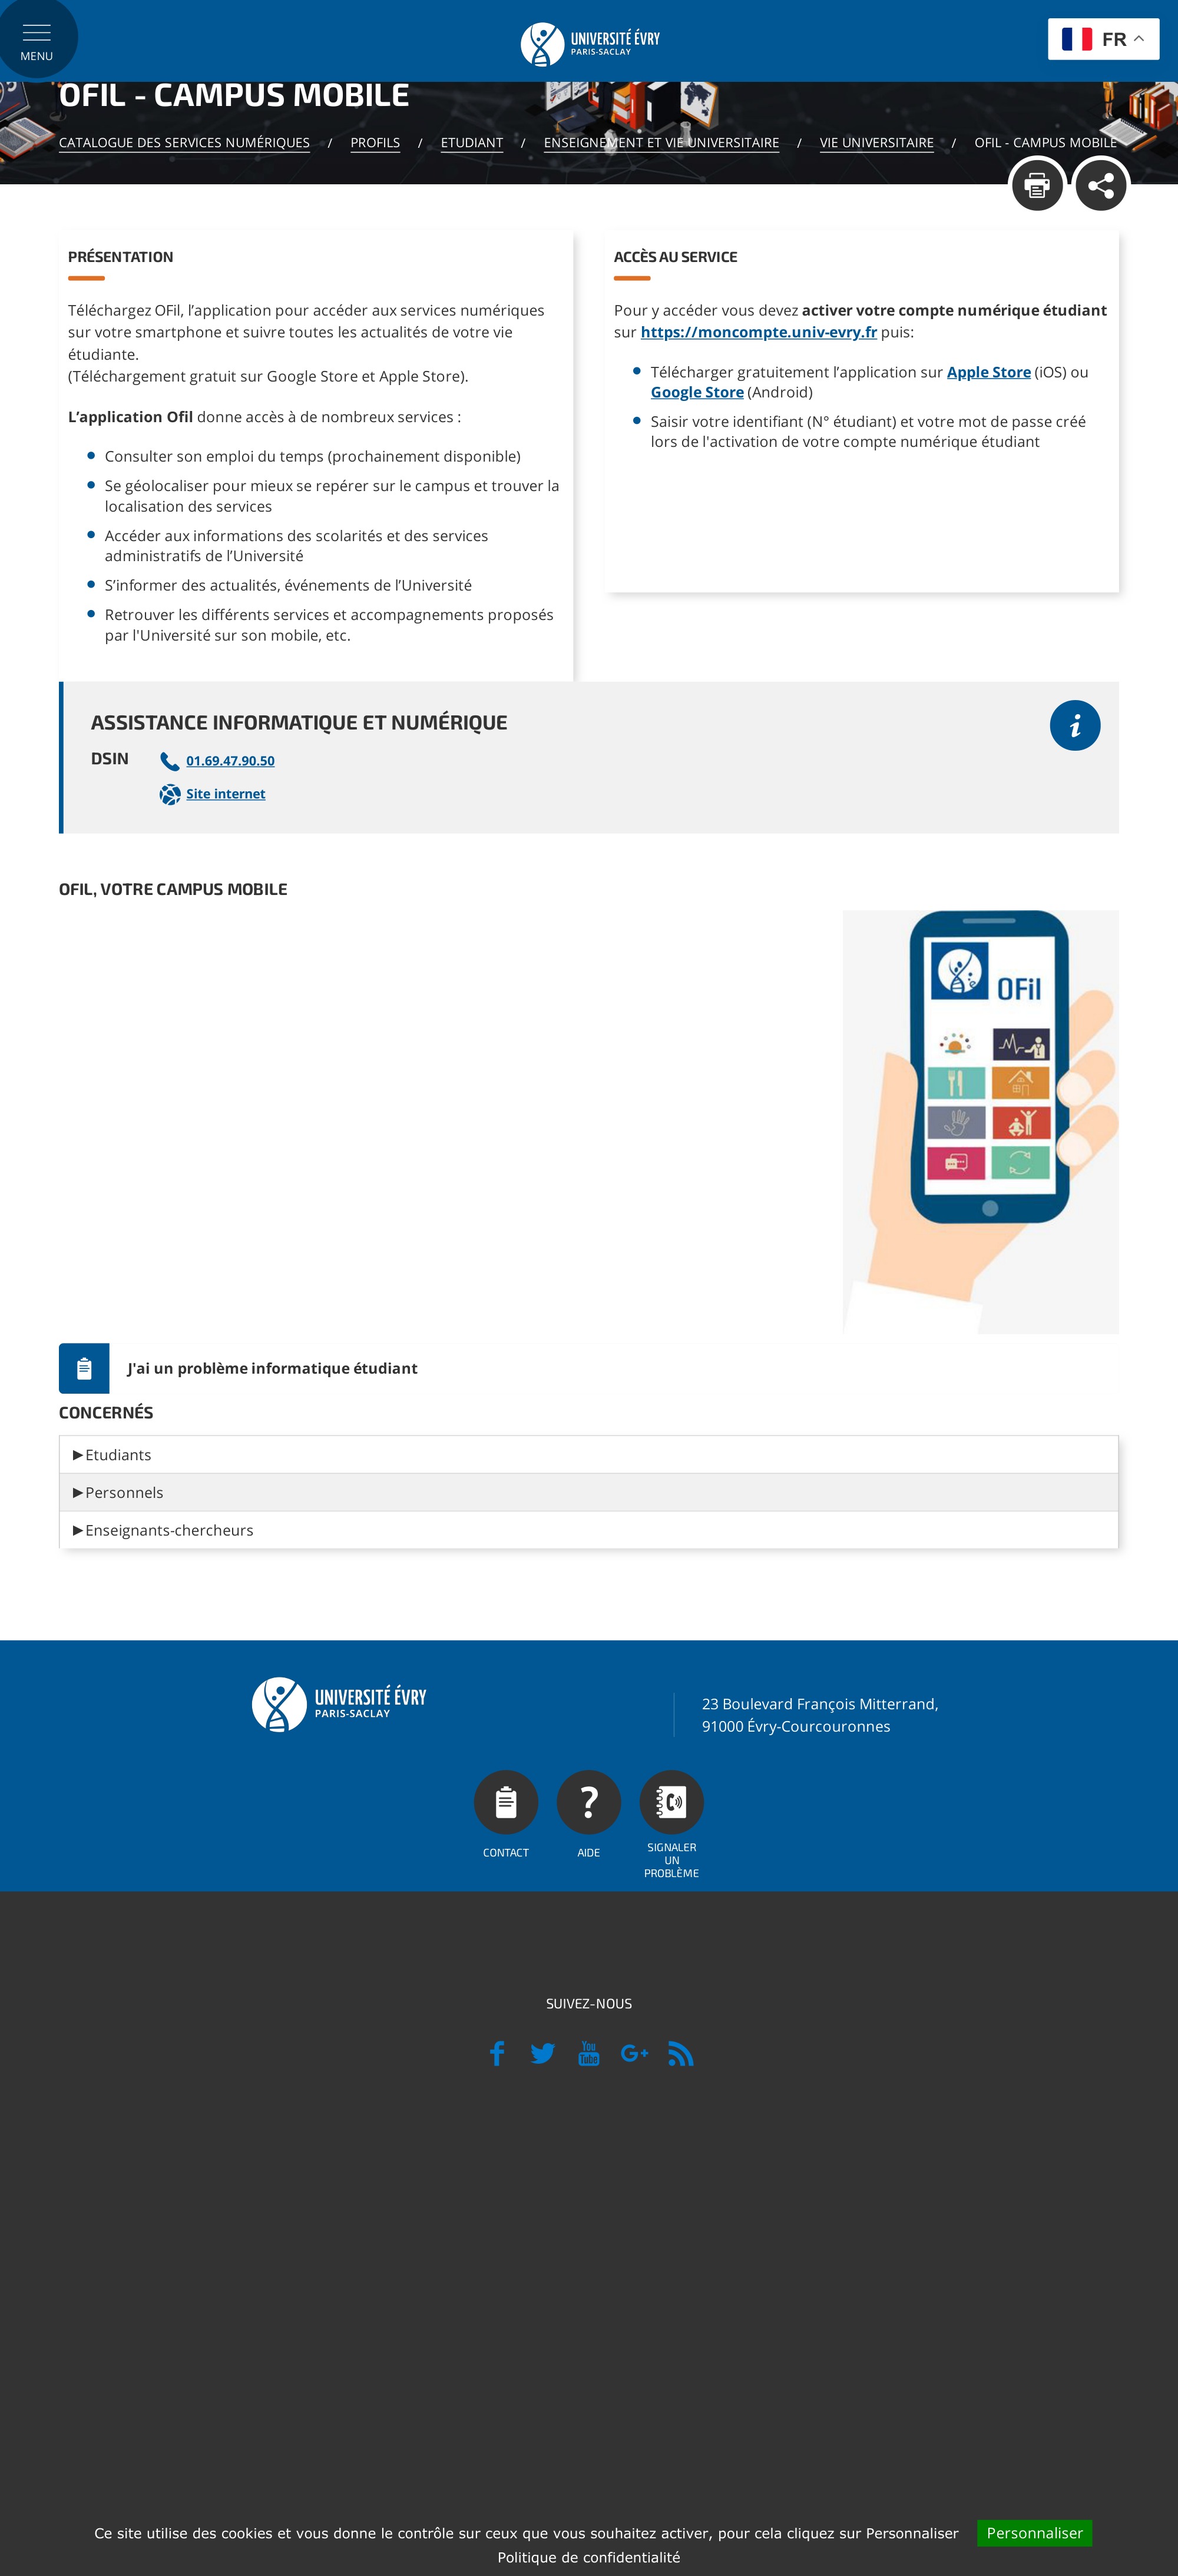 MENU
UNIVERSITÉ ÉVRY
PARIS-SACLAY
FR
OFIL - CAMPUS MOBILE
CATALOGUE DES SERVICES NUMÉRIQUES / PROFILS / ETUDIANT / ENSEIGNEMENT ET VIE UNIVERSITAIRE / VIE UNIVERSITAIRE / OFIL - CAMPUS MOBILE
PRÉSENTATION
Téléchargez OFil, l’application pour accéder aux services numériques
sur votre smartphone et suivre toutes les actualités de votre vie
étudiante.
(Téléchargement gratuit sur Google Store et Apple Store).
L’application Ofil donne accès à de nombreux services :
Consulter son emploi du temps (prochainement disponible)
Se géolocaliser pour mieux se repérer sur le campus et trouver la
localisation des services
Accéder aux informations des scolarités et des services
administratifs de l’Université
S’informer des actualités, événements de l’Université
Retrouver les différents services et accompagnements proposés
par l'Université sur son mobile, etc.
ACCÈS AU SERVICE
Pour y accéder vous devez activer votre compte numérique étudiant
sur https://moncompte.univ-evry.fr puis:
Télécharger gratuitement l’application sur Apple Store (iOS) ou
Google Store (Android)
Saisir votre identifiant (N° étudiant) et votre mot de passe créé
lors de l'activation de votre compte numérique étudiant
ASSISTANCE INFORMATIQUE ET NUMÉRIQUE
DSIN
01.69.47.90.50
Site internet
OFIL, VOTRE CAMPUS MOBILE
OFil
J'ai un problème informatique étudiant
CONCERNÉS
Etudiants
Personnels
Enseignants-chercheurs
UNIVERSITÉ ÉVRY
PARIS-SACLAY
23 Boulevard François Mitterrand,
91000 Évry-Courcouronnes
CONTACT
AIDE
SIGNALER
UN
PROBLÈME
SUIVEZ-NOUS
You
Tube
G+
Ce site utilise des cookies et vous donne le contrôle sur ceux que vous souhaitez activer, pour cela cliquez sur Personnaliser
Personnaliser
Politique de confidentialité